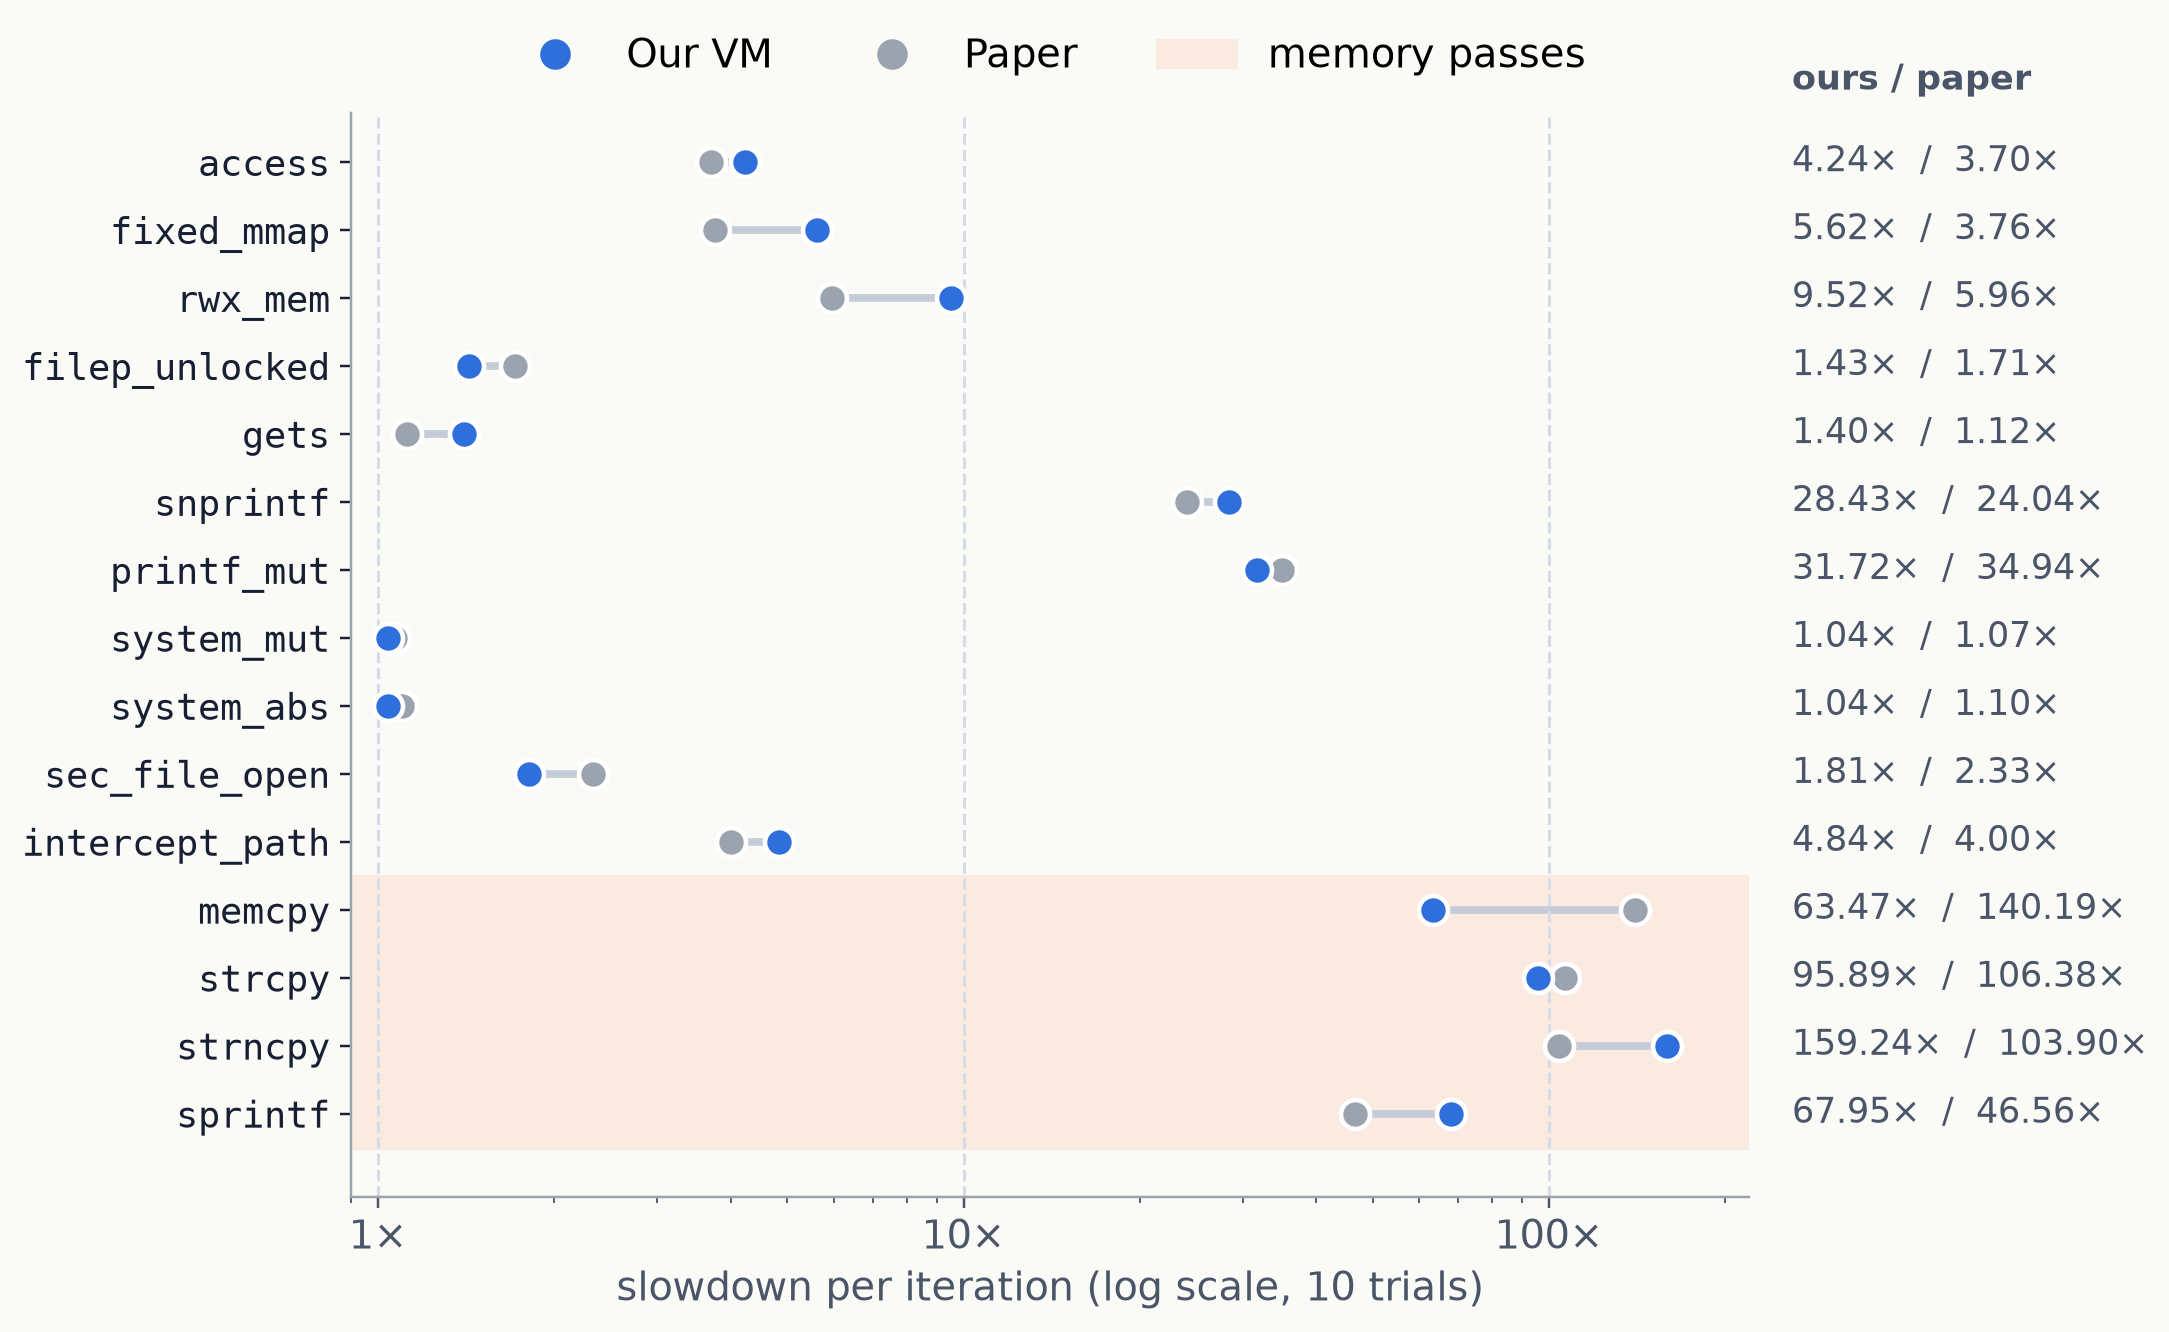 Our VM Paper memory passes
ours / paper
access 4.24× / 3.70×
fixed_mmap 5.62× / 3.76×
rwx_mem 9.52× / 5.96×
filep_unlocked 1.43× / 1.71×
gets 1.40× / 1.12×
snprintf 28.43× / 24.04×
printf_mut 31.72× / 34.94×
system_mut 1.04× / 1.07×
system_abs 1.04× / 1.10×
sec_file_open 1.81× / 2.33×
intercept_path 4.84× / 4.00×
memcpy 63.47× / 140.19×
strcpy 95.89× / 106.38×
strncpy 159.24× / 103.90×
sprintf 67.95× / 46.56×
1× 10× 100×
slowdown per iteration (log scale, 10 trials)